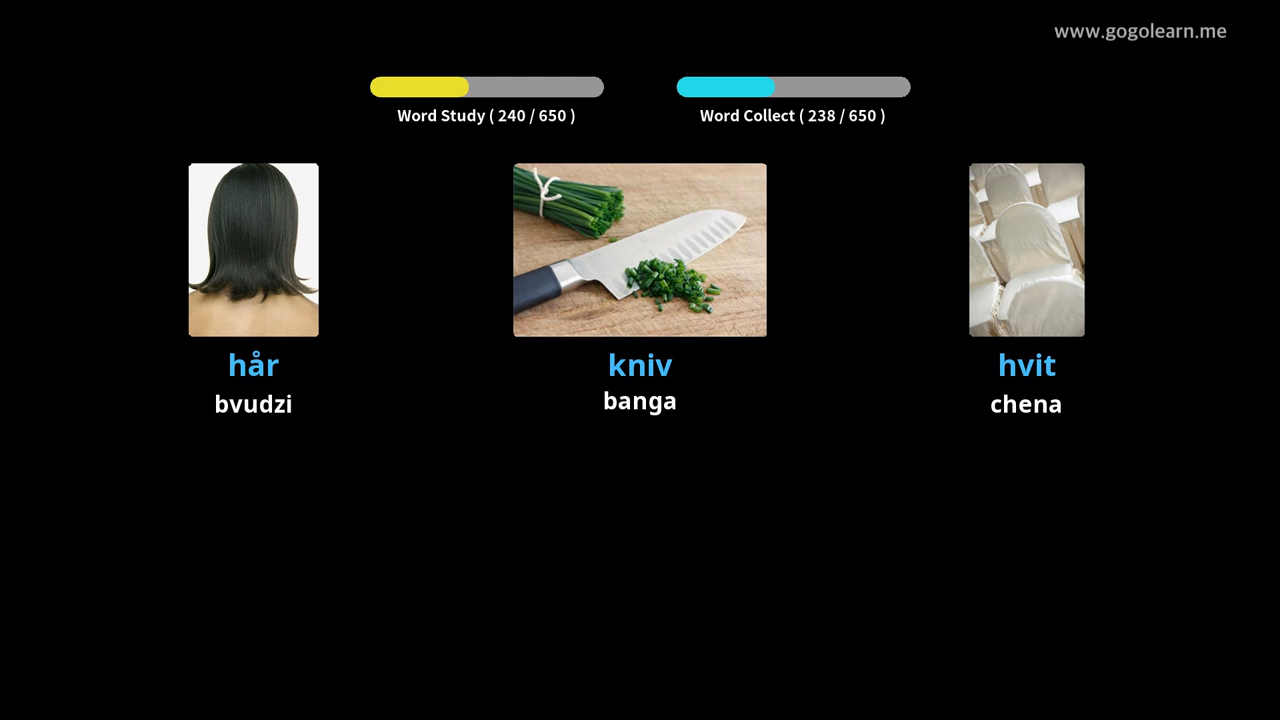 www.gogolearn.me
Word Study ( 240 / 650 )
Word Collect ( 238 / 650 )
hår
bvudzi
kniv
banga
hvit
chena